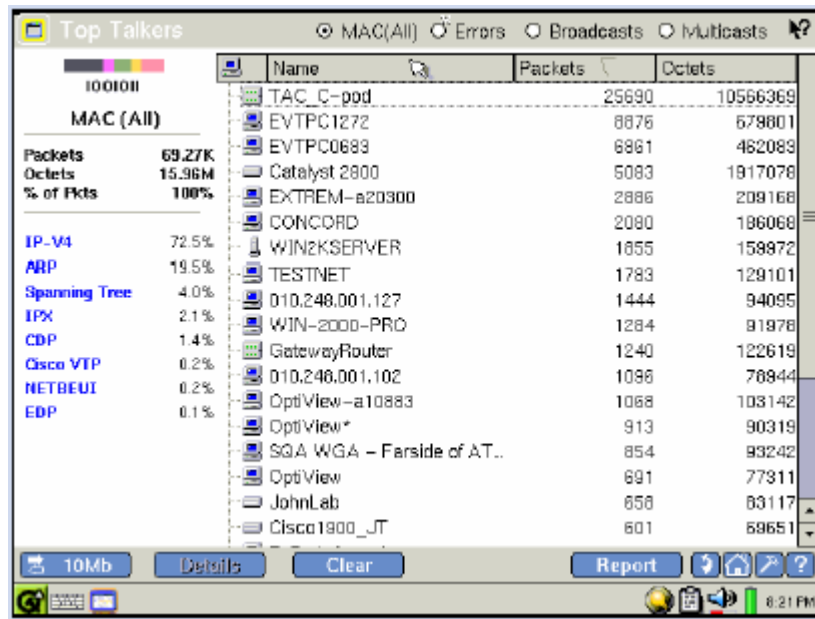 Top Talkers MAC(All) Errors Broadcasts Multicasts ?
1001011
MAC (All)
Packets 69.27K
Octets 15.96M
% of Pkts 100%
IP-V4 72.5%
ARP 19.5%
Spanning Tree 4.0%
IPX 2.1%
CDP 1.4%
Cisco VTP 0.2%
NETBEUI 0.2%
EDP 0.1%
Name Packets Octets
TAC_C-pod 25690 10566369
EVTPC1272 8876 679801
EVTPC0683 6861 462083
Catalyst 2800 5083 1917078
EXTREM-a20300 2886 209168
CONCORD 2080 186068
WIN2KSERVER 1655 159972
TESTNET 1783 129101
010.248.001.127 1444 94095
WIN-2000-PRO 1284 91978
GatewayRouter 1240 122619
010.248.001.102 1096 78944
OptiView-a10883 1068 103142
OptiView* 913 90319
SQA WGA - Farside of AT.. 854 93242
OptiView 691 77311
JohnLab 658 83117
Cisco1900_JT 601 69651
10Mb Details Clear Report ?
8:21 PM